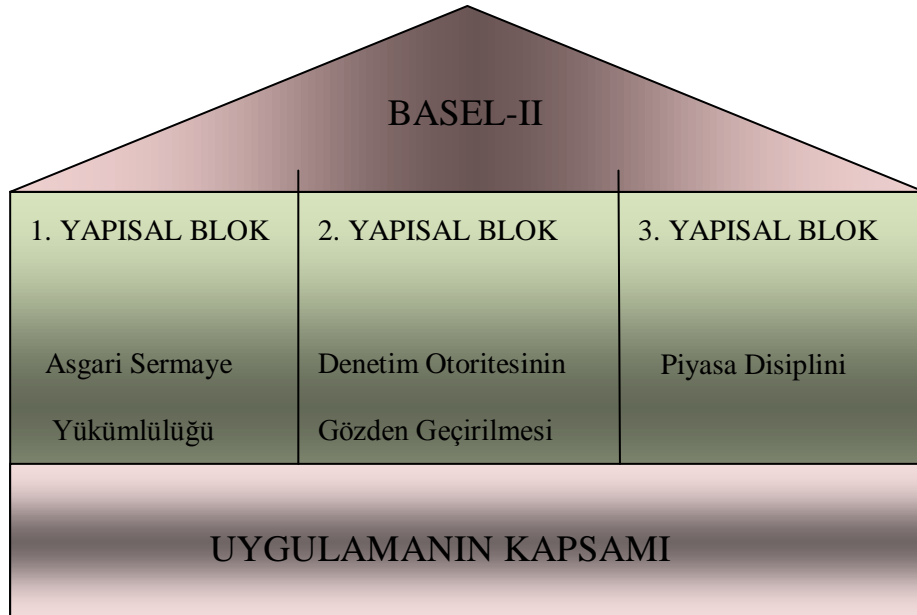 BASEL-II
1. YAPISAL BLOK
Asgari Sermaye
Yükümlülüğü
2. YAPISAL BLOK
Denetim Otoritesinin
Gözden Geçirilmesi
3. YAPISAL BLOK
Piyasa Disiplini
UYGULAMANIN KAPSAMI